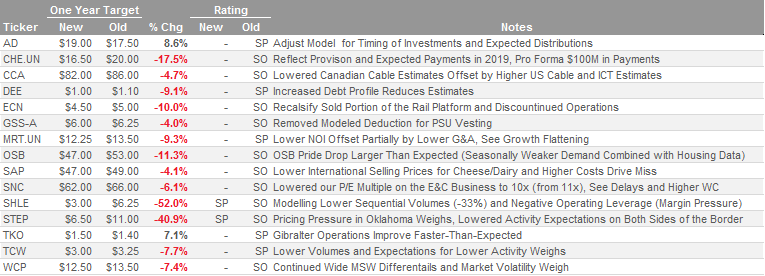 One Year Target Rating
Ticker New Old % Chg New Old Notes
AD $19.00 $17.50 8.6% - SP Adjust Model for Timing of Investments and Expected Distributions
CHE.UN $16.50 $20.00 -17.5% - SO Reflect Provison and Expected Payments in 2019, Pro Forma $100M in Payments
CCA $82.00 $86.00 -4.7% - SO Lowered Canadian Cable Estimates Offset by Higher US Cable and ICT Estimates
DEE $1.00 $1.10 -9.1% - SP Increased Debt Profile Reduces Estimates
ECN $4.50 $5.00 -10.0% - SO Recalsify Sold Portion of the Rail Platform and Discountinued Operations
GSS-A $6.00 $6.25 -4.0% - SO Removed Modeled Deduction for PSU Vesting
MRT.UN $12.25 $13.50 -9.3% - SP Lower NOI Offset Partially by Lower G&A, See Growth Flattening
OSB $47.00 $53.00 -11.3% - SO OSB Pride Drop Larger Than Expected (Seasonally Weaker Demand Combined with Housing Data)
SAP $47.00 $49.00 -4.1% - SO Lower International Selling Prices for Cheese/Dairy and Higher Costs Drive Miss
SNC $62.00 $66.00 -6.1% - SO Lowered our P/E Multiple on the E&C Business to 10x (from 11x), See Delays and Higher WC
SHLE $3.00 $6.25 -52.0% SP SO Modelling Lower Sequential Volumes (-33%) and Negative Operating Leverage (Margin Pressure)
STEP $6.50 $11.00 -40.9% SP SO Pricing Pressure in Oklahoma Weighs, Lowered Activity Expectations on Both Sides of the Border
TKO $1.50 $1.40 7.1% - SP Gibralter Operations Improve Faster-Than-Expected
TCW $3.00 $3.25 -7.7% - SP Lower Volumes and Expectations for Lower Activity Weighs
WCP $12.50 $13.50 -7.4% - SO Continued Wide MSW Differentails and Market Volatility Weigh